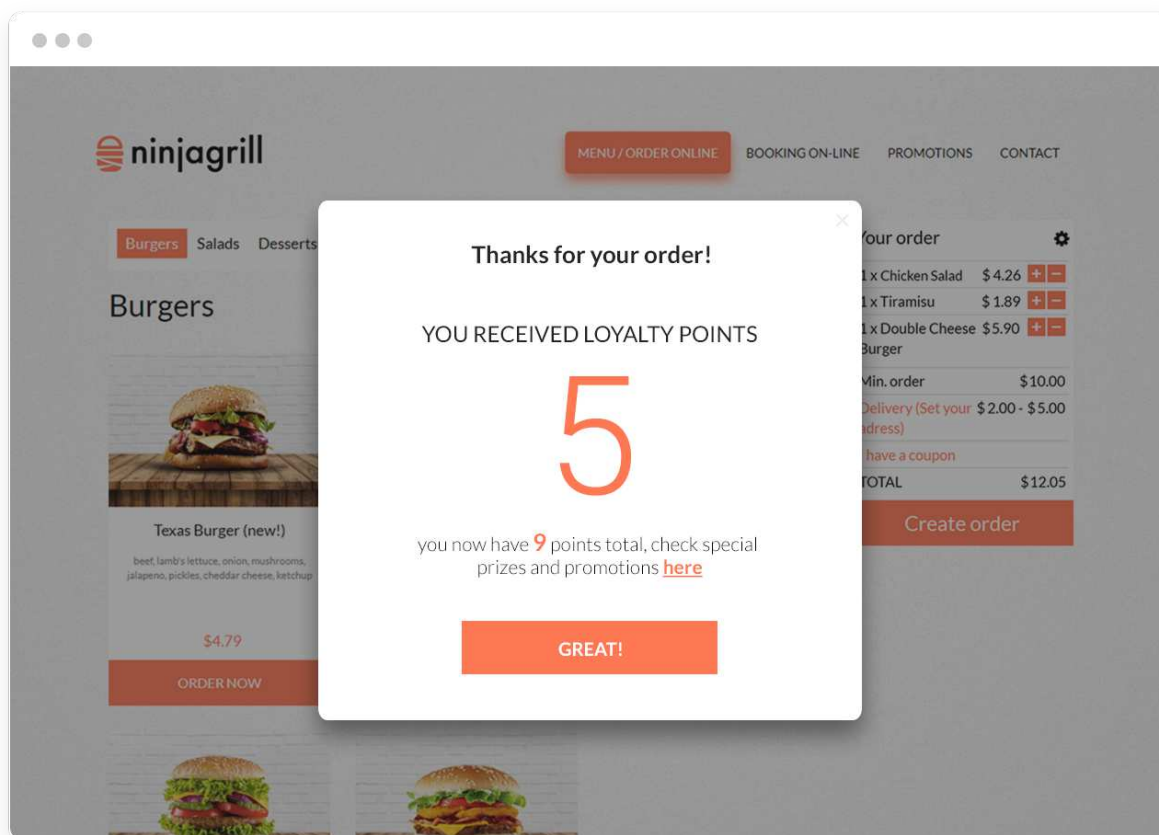 ninjagrill
MENU / ORDER ONLINE
BOOKING ON-LINE
PROMOTIONS
CONTACT
Burgers
Salads
Desserts
Burgers
Texas Burger (new!)
beef, lamb's lettuce, onion, mushrooms,
jalapeno, pickles, cheddar cheese, ketchup
$4.79
ORDER NOW
Thanks for your order!
YOU RECEIVED LOYALTY POINTS
5
you now have 9 points total, check special
prizes and promotions here
GREAT!
Your order
1 x Chicken Salad $ 4.26 + −
1 x Tiramisu $ 1.89 + −
1 x Double Cheese $5.90 + −
Burger
Min. order $10.00
Delivery (Set your $ 2.00 - $ 5.00
adress)
have a coupon
TOTAL $12.05
Create order